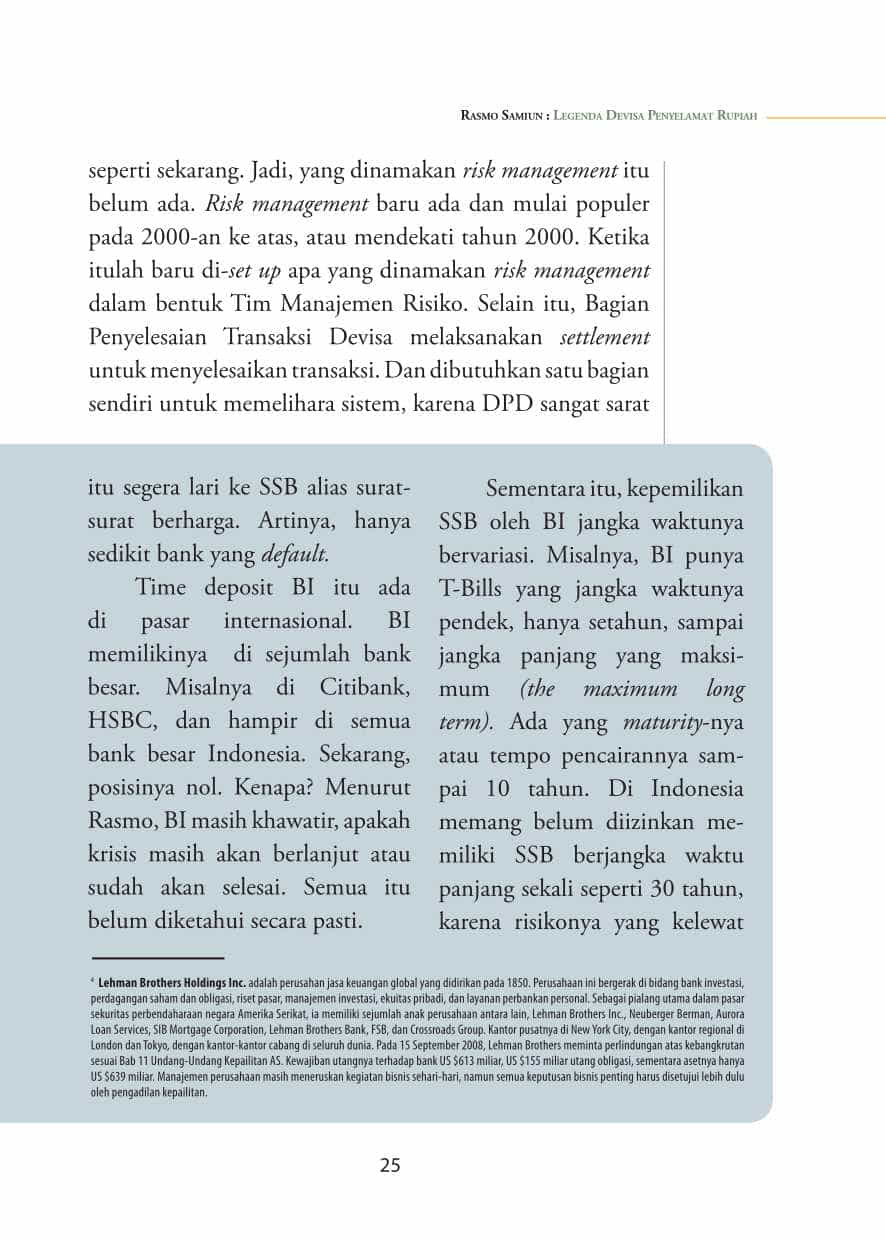 Rasmo Samiun : Legenda Devisa Penyelamat Rupiah
seperti sekarang. Jadi, yang dinamakan risk management itu
belum ada. Risk management baru ada dan mulai populer
pada 2000-an ke atas, atau mendekati tahun 2000. Ketika
itulah baru di-set up apa yang dinamakan risk management
dalam bentuk Tim Manajemen Risiko. Selain itu, Bagian
Penyelesaian Transaksi Devisa melaksanakan settlement
untuk menyelesaikan transaksi. Dan dibutuhkan satu bagian
sendiri untuk memelihara sistem, karena DPD sangat sarat
itu segera lari ke SSB alias surat-
surat berharga. Artinya, hanya
sedikit bank yang default.
Time deposit BI itu ada
di pasar internasional. BI
memilikinya di sejumlah bank
besar. Misalnya di Citibank,
HSBC, dan hampir di semua
bank besar Indonesia. Sekarang,
posisinya nol. Kenapa? Menurut
Rasmo, BI masih khawatir, apakah
krisis masih akan berlanjut atau
sudah akan selesai. Semua itu
belum diketahui secara pasti.
Sementara itu, kepemilikan
SSB oleh BI jangka waktunya
bervariasi. Misalnya, BI punya
T-Bills yang jangka waktunya
pendek, hanya setahun, sampai
jangka panjang yang maksi-
mum (the maximum long
term). Ada yang maturity-nya
atau tempo pencairannya sam-
pai 10 tahun. Di Indonesia
memang belum diizinkan me-
miliki SSB berjangka waktu
panjang sekali seperti 30 tahun,
karena risikonya yang kelewat
4 Lehman Brothers Holdings Inc. adalah perusahan jasa keuangan global yang didirikan pada 1850. Perusahaan ini bergerak di bidang bank investasi,
perdagangan saham dan obligasi, riset pasar, manajemen investasi, ekuitas pribadi, dan layanan perbankan personal. Sebagai pialang utama dalam pasar
sekuritas perbendaharaan negara Amerika Serikat, ia memiliki sejumlah anak perusahaan antara lain, Lehman Brothers Inc., Neuberger Berman, Aurora
Loan Services, SIB Mortgage Corporation, Lehman Brothers Bank, FSB, dan Crossroads Group. Kantor pusatnya di New York City, dengan kantor regional di
London dan Tokyo, dengan kantor-kantor cabang di seluruh dunia. Pada 15 September 2008, Lehman Brothers meminta perlindungan atas kebangkrutan
sesuai Bab 11 Undang-Undang Kepailitan AS. Kewajiban utangnya terhadap bank US $613 miliar, US $155 miliar utang obligasi, sementara asetnya hanya
US $639 miliar. Manajemen perusahaan masih meneruskan kegiatan bisnis sehari-hari, namun semua keputusan bisnis penting harus disetujui lebih dulu
oleh pengadilan kepailitan.
25